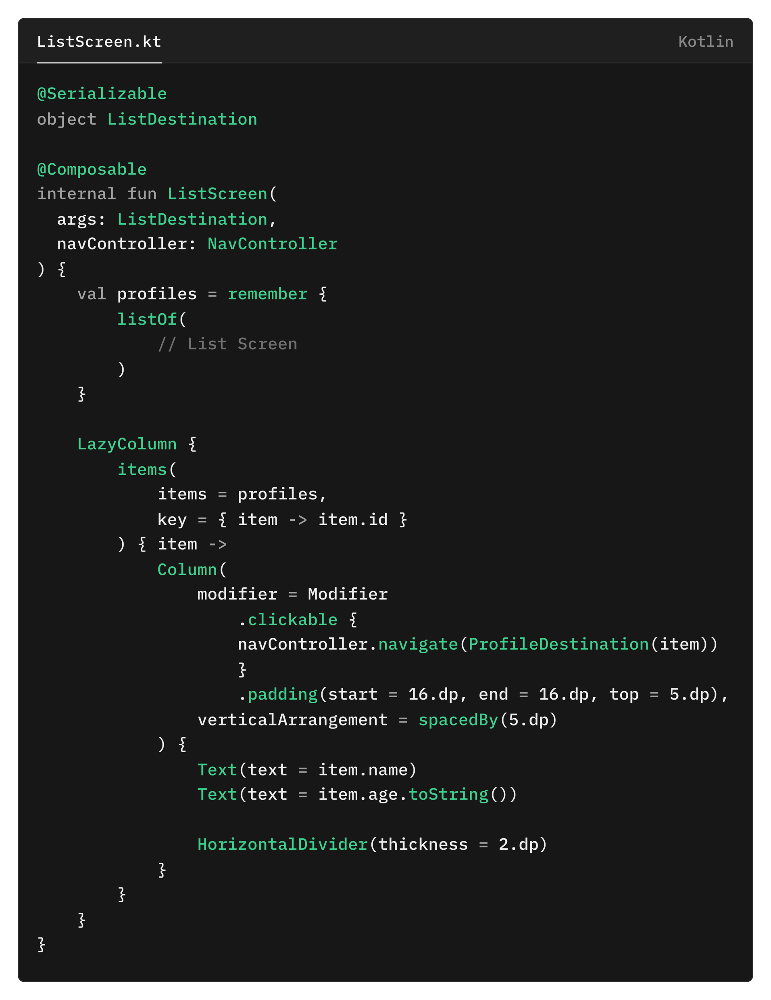 ListScreen.kt
Kotlin
@Serializable
object ListDestination
@Composable
internal fun ListScreen(
  args: ListDestination,
  navController: NavController
) {
    val profiles = remember {
        listOf(
            // List Screen
        )
    }
    LazyColumn {
        items(
            items = profiles,
            key = { item -> item.id }
        ) { item ->
            Column(
                modifier = Modifier
                    .clickable {
                    navController.navigate(ProfileDestination(item))
                    }
                    .padding(start = 16.dp, end = 16.dp, top = 5.dp),
                verticalArrangement = spacedBy(5.dp)
            ) {
                Text(text = item.name)
                Text(text = item.age.toString())
                HorizontalDivider(thickness = 2.dp)
            }
        }
    }
}